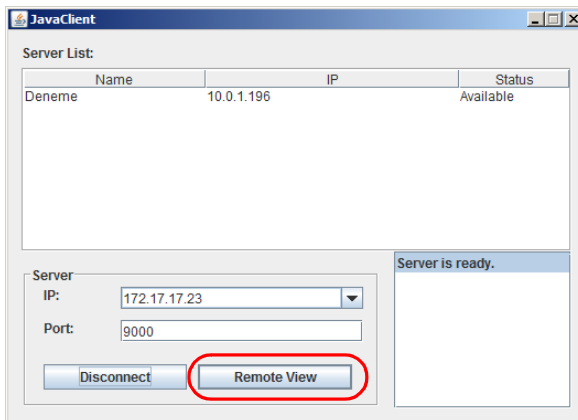 JavaClient
Server List:
Name IP Status
Deneme 10.0.1.196 Available
Server is ready.
Server
IP: 172.17.17.23
Port: 9000
Disconnect Remote View